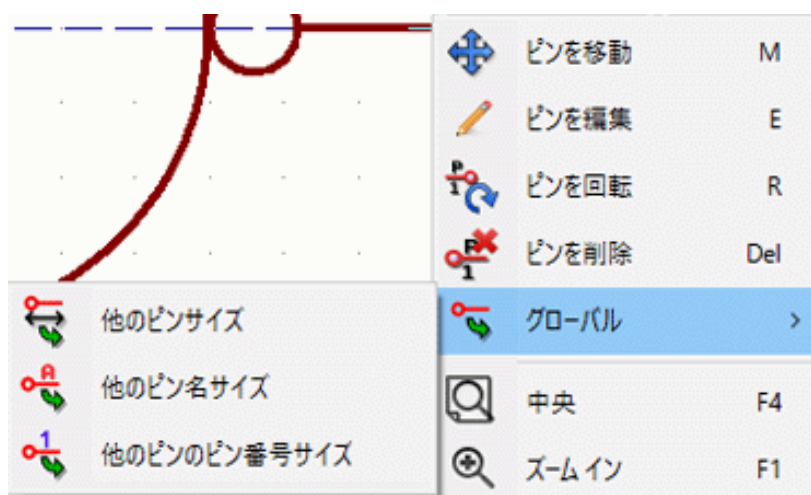 ピンを移動 M
ピンを編集 E
ピンを回転 R
ピンを削除 Del
グローバル >
他のピンサイズ
他のピン名サイズ
他のピンのピン番号サイズ
中央 F4
ズーム イン F1